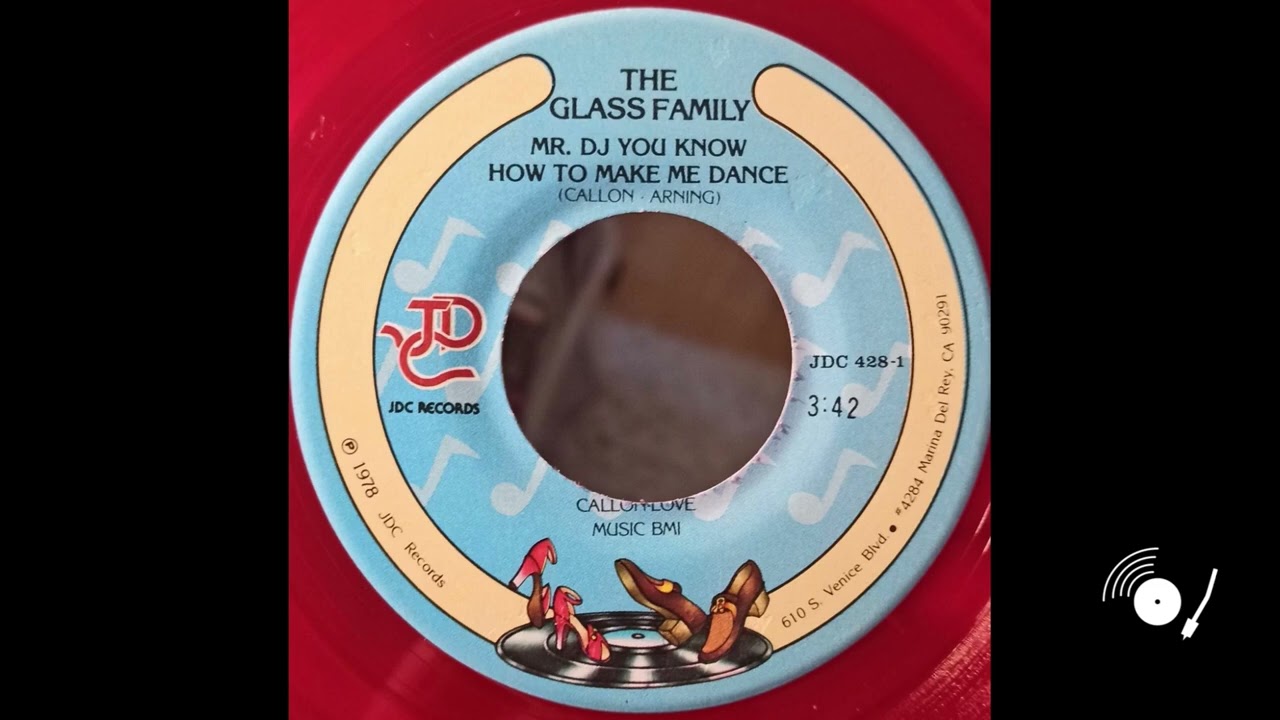 THE
GLASS FAMILY
MR. DJ YOU KNOW
HOW TO MAKE ME DANCE
(CALLON - ARNING)
JDC
JDC RECORDS
JDC 428-1
3:42
CALLON-LOVE
MUSIC BMI
℗ 1978 JDC Records
610 S. Venice Blvd. • #4284 Marina Del Rey, CA 90291